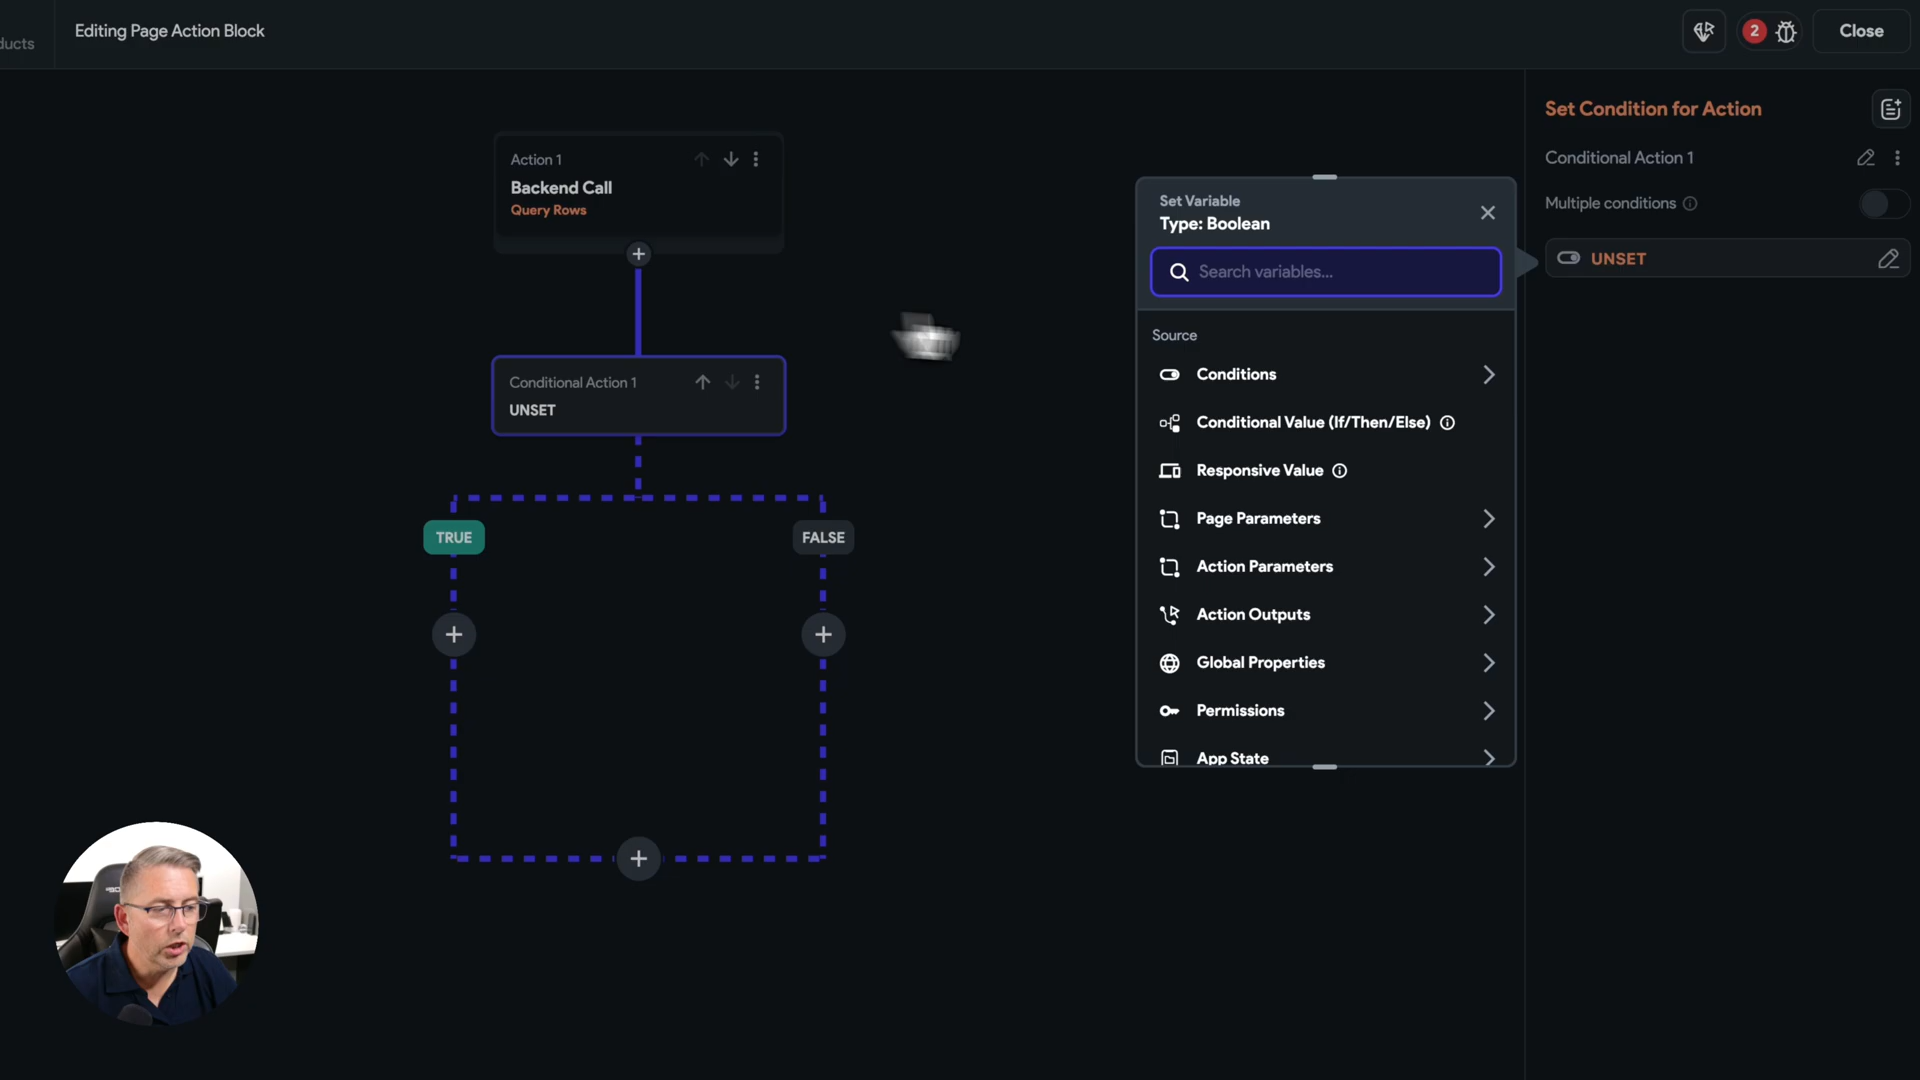 ducts
Editing Page Action Block
2
Close
Action 1
Backend Call
Query Rows
Conditional Action 1
UNSET
TRUE
FALSE
Set Variable
Type: Boolean
Search variables...
Source
Conditions
Conditional Value (If/Then/Else)
Responsive Value
Page Parameters
Action Parameters
Action Outputs
Global Properties
Permissions
App State
Set Condition for Action
Conditional Action 1
Multiple conditions
UNSET